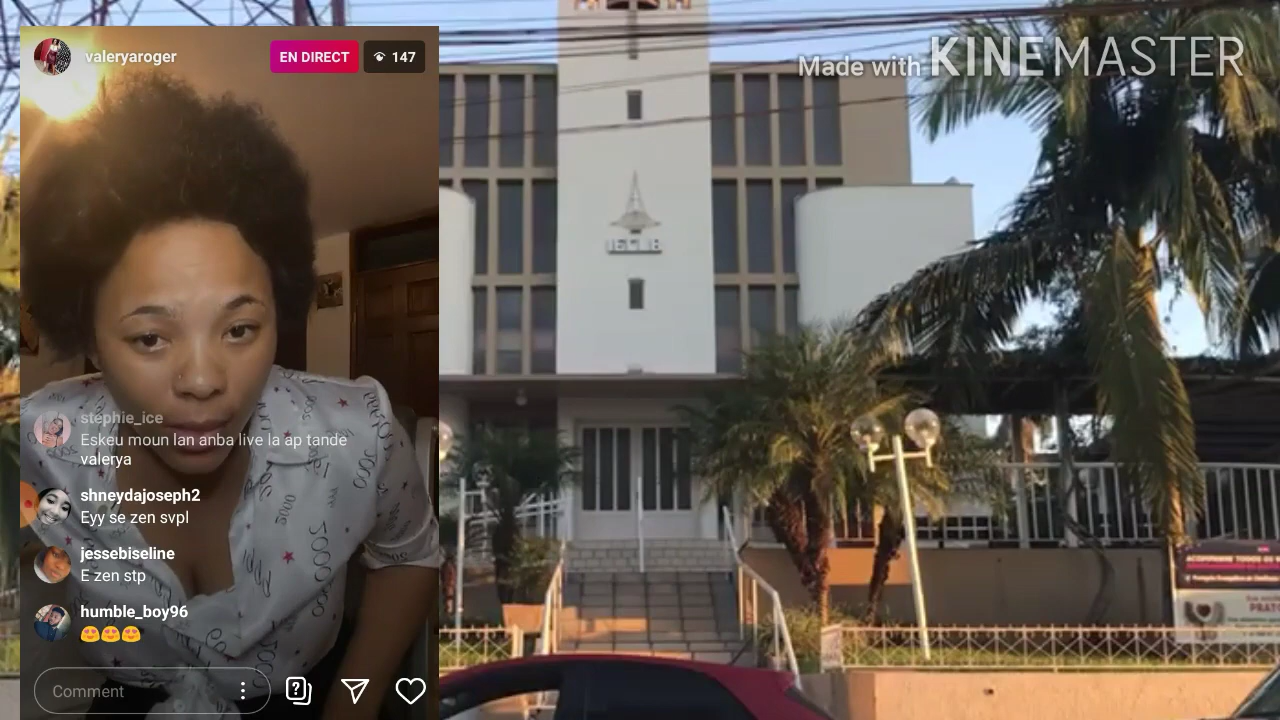 valeryaroger
EN DIRECT
147
Made with KINEMASTER
IECLB
stephie_ice
Eskeu moun lan anba live la ap tande
valerya
shneydajoseph2
Eyy se zen svpl
jessebiseline
E zen stp
humble_boy96
😍😍😍
Comment